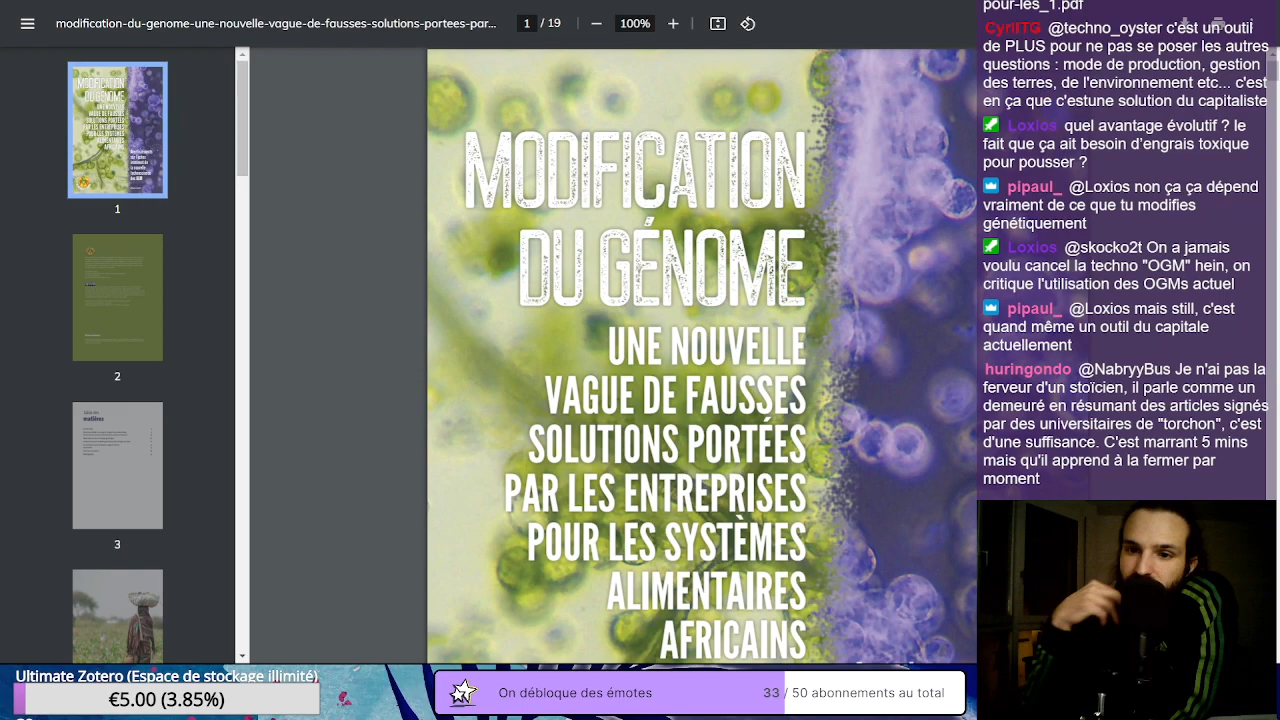 modification-du-genome-une-nouvelle-vague-de-fausses-solutions-portees-par...
1 / 19
100%
1
2
3
MODIFICATION
DU GÉNOME
UNE NOUVELLE
VAGUE DE FAUSSES
SOLUTIONS PORTÉES
PAR LES ENTREPRISES
POUR LES SYSTÈMES
ALIMENTAIRES
AFRICAINS
pour-les_1.pdf
CyrilTG @techno_oyster c'est un outil
de PLUS pour ne pas se poser les autres
questions : mode de production, gestion
des terres, de l'environnement etc... c'est
en ça que c'estune solution du capitaliste
Loxios quel avantage évolutif ? le
fait que ça ait besoin d'engrais toxique
pour pousser ?
pipaul_ @Loxios non ça ça dépend
vraiment de ce que tu modifies
génétiquement
Loxios @skocko2t On a jamais
voulu cancel la techno "OGM" hein, on
critique l'utilisation des OGMs actuel
pipaul_ @Loxios mais still, c'est
quand même un outil du capitale
actuellement
huringondo @NabryyBus Je n'ai pas la
ferveur d'un stoïcien, il parle comme un
demeuré en résumant des articles signés
par des universitaires de "torchon", c'est
d'une suffisance. C'est marrant 5 mins
mais qu'il apprend à la fermer par
moment
Ultimate Zotero (Espace de stockage illimité)
€5.00 (3.85%)
On débloque des émotes
33 / 50 abonnements au total